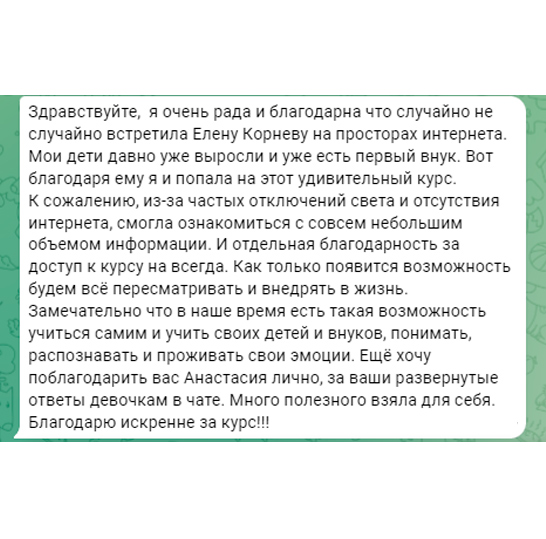 Здравствуйте,  я очень рада и благодарна что случайно не
случайно встретила Елену Корневу на просторах интернета.
Мои дети давно уже выросли и уже есть первый внук. Вот
благодаря ему я и попала на этот удивительный курс.
К сожалению, из-за частых отключений света и отсутствия
интернета, смогла ознакомиться с совсем небольшим
объемом информации. И отдельная благодарность за
доступ к курсу на всегда. Как только появится возможность
будем всё пересматривать и внедрять в жизнь.
Замечательно что в наше время есть такая возможность
учиться самим и учить своих детей и внуков, понимать,
распознавать и проживать свои эмоции. Ещё хочу
поблагодарить вас Анастасия лично, за ваши развернутые
ответы девочкам в чате. Много полезного взяла для себя.
Благодарю искренне за курс!!!